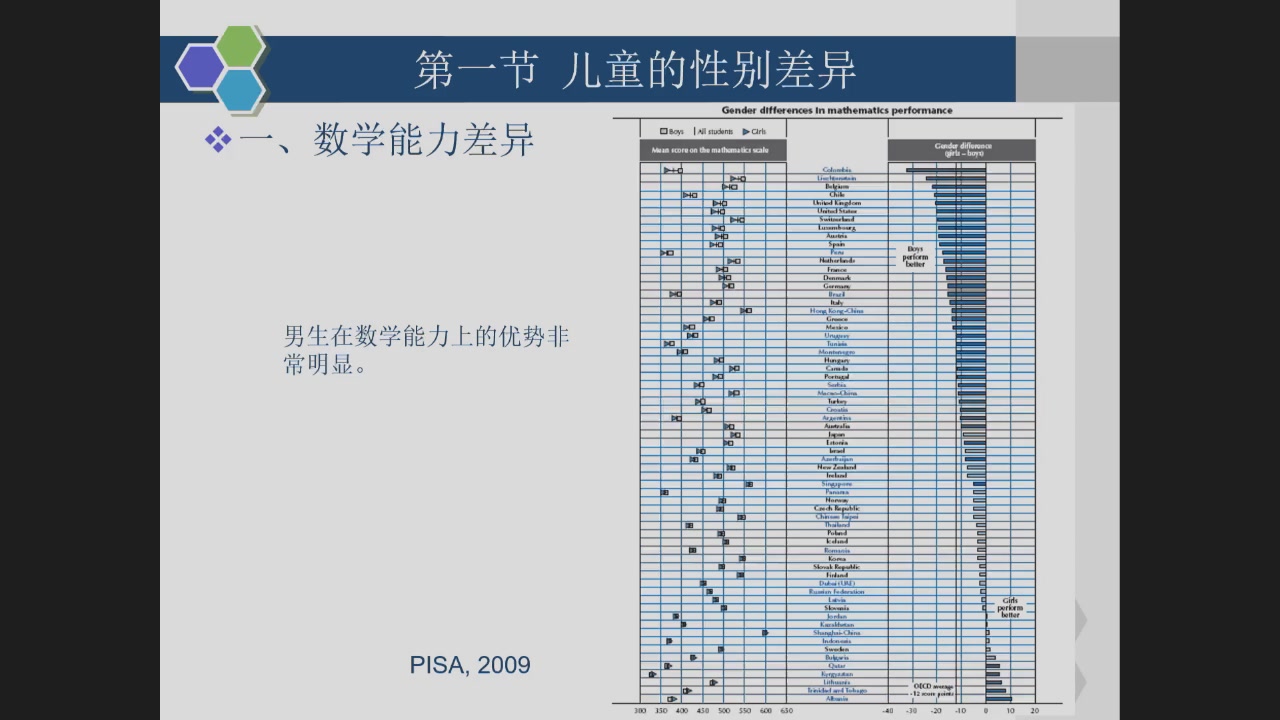 第一节 儿童的性别差异
一、数学能力差异
男生在数学能力上的优势非
常明显。
PISA, 2009
Gender differences in mathematics performance
Boys All students Girls
Mean score on the mathematics scale
Gender difference
(girls – boys)
Colombia
Liechtenstein
Belgium
Chile
United Kingdom
United States
Switzerland
Luxembourg
Austria
Spain
Peru
Netherlands
France
Denmark
Germany
Brazil
Italy
Hong Kong-China
Greece
Mexico
Uruguay
Tunisia
Montenegro
Hungary
Canada
Portugal
Serbia
Macao-China
Turkey
Croatia
Argentina
Australia
Japan
Estonia
Israel
Azerbaijan
New Zealand
Ireland
Singapore
Panama
Norway
Czech Republic
Chinese Taipei
Thailand
Poland
Iceland
Romania
Korea
Slovak Republic
Finland
Dubai (UAE)
Russian Federation
Latvia
Slovenia
Jordan
Kazakhstan
Shanghai-China
Indonesia
Sweden
Bulgaria
Qatar
Kyrgyzstan
Lithuania
Trinidad and Tobago
Albania
Boys
perform
better
Girls
perform
better
OECD average
-12 score points
300 350 400 450 500 550 600 650
-40 -30 -20 -10 0 10 20